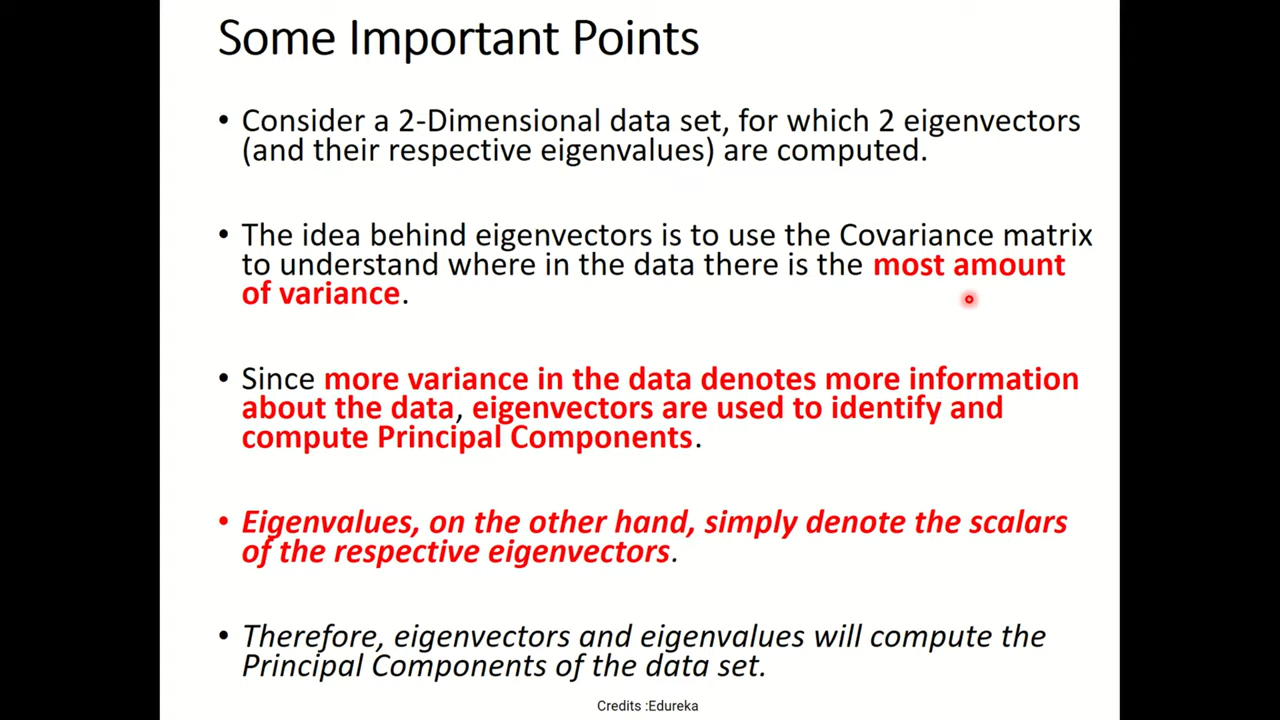 Some Important Points
• Consider a 2-Dimensional data set, for which 2 eigenvectors
(and their respective eigenvalues) are computed.
• The idea behind eigenvectors is to use the Covariance matrix
to understand where in the data there is the most amount
of variance.
• Since more variance in the data denotes more information
about the data, eigenvectors are used to identify and
compute Principal Components.
• Eigenvalues, on the other hand, simply denote the scalars
of the respective eigenvectors.
• Therefore, eigenvectors and eigenvalues will compute the
Principal Components of the data set.
Credits :Edureka